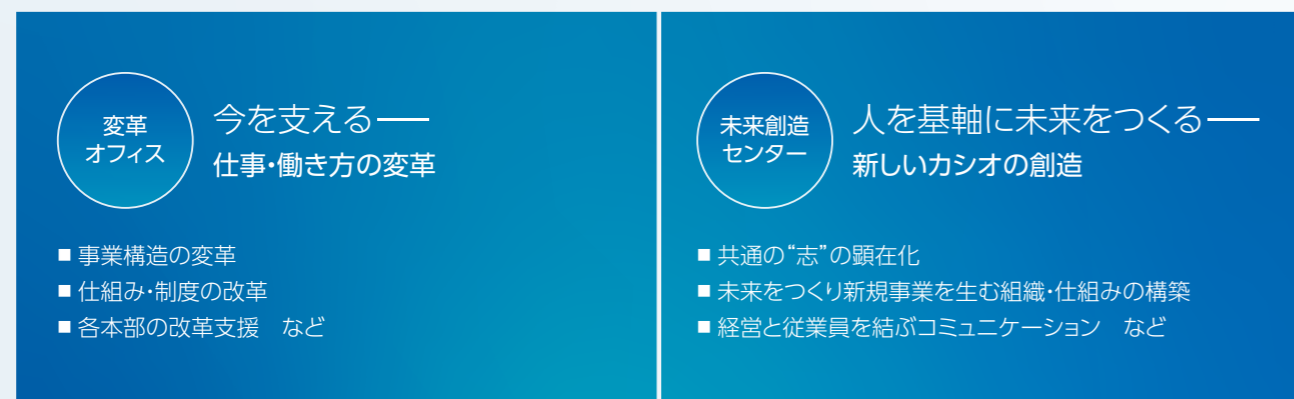 変革
オフィス
今を支える──
仕事・働き方の変革
■ 事業構造の変革
■ 仕組み・制度の改革
■ 各本部の改革支援　など
未来創造
センター
人を基軸に未来をつくる──
新しいカシオの創造
■ 共通の“志”の顕在化
■ 未来をつくり新規事業を生む組織・仕組みの構築
■ 経営と従業員を結ぶコミュニケーション　など